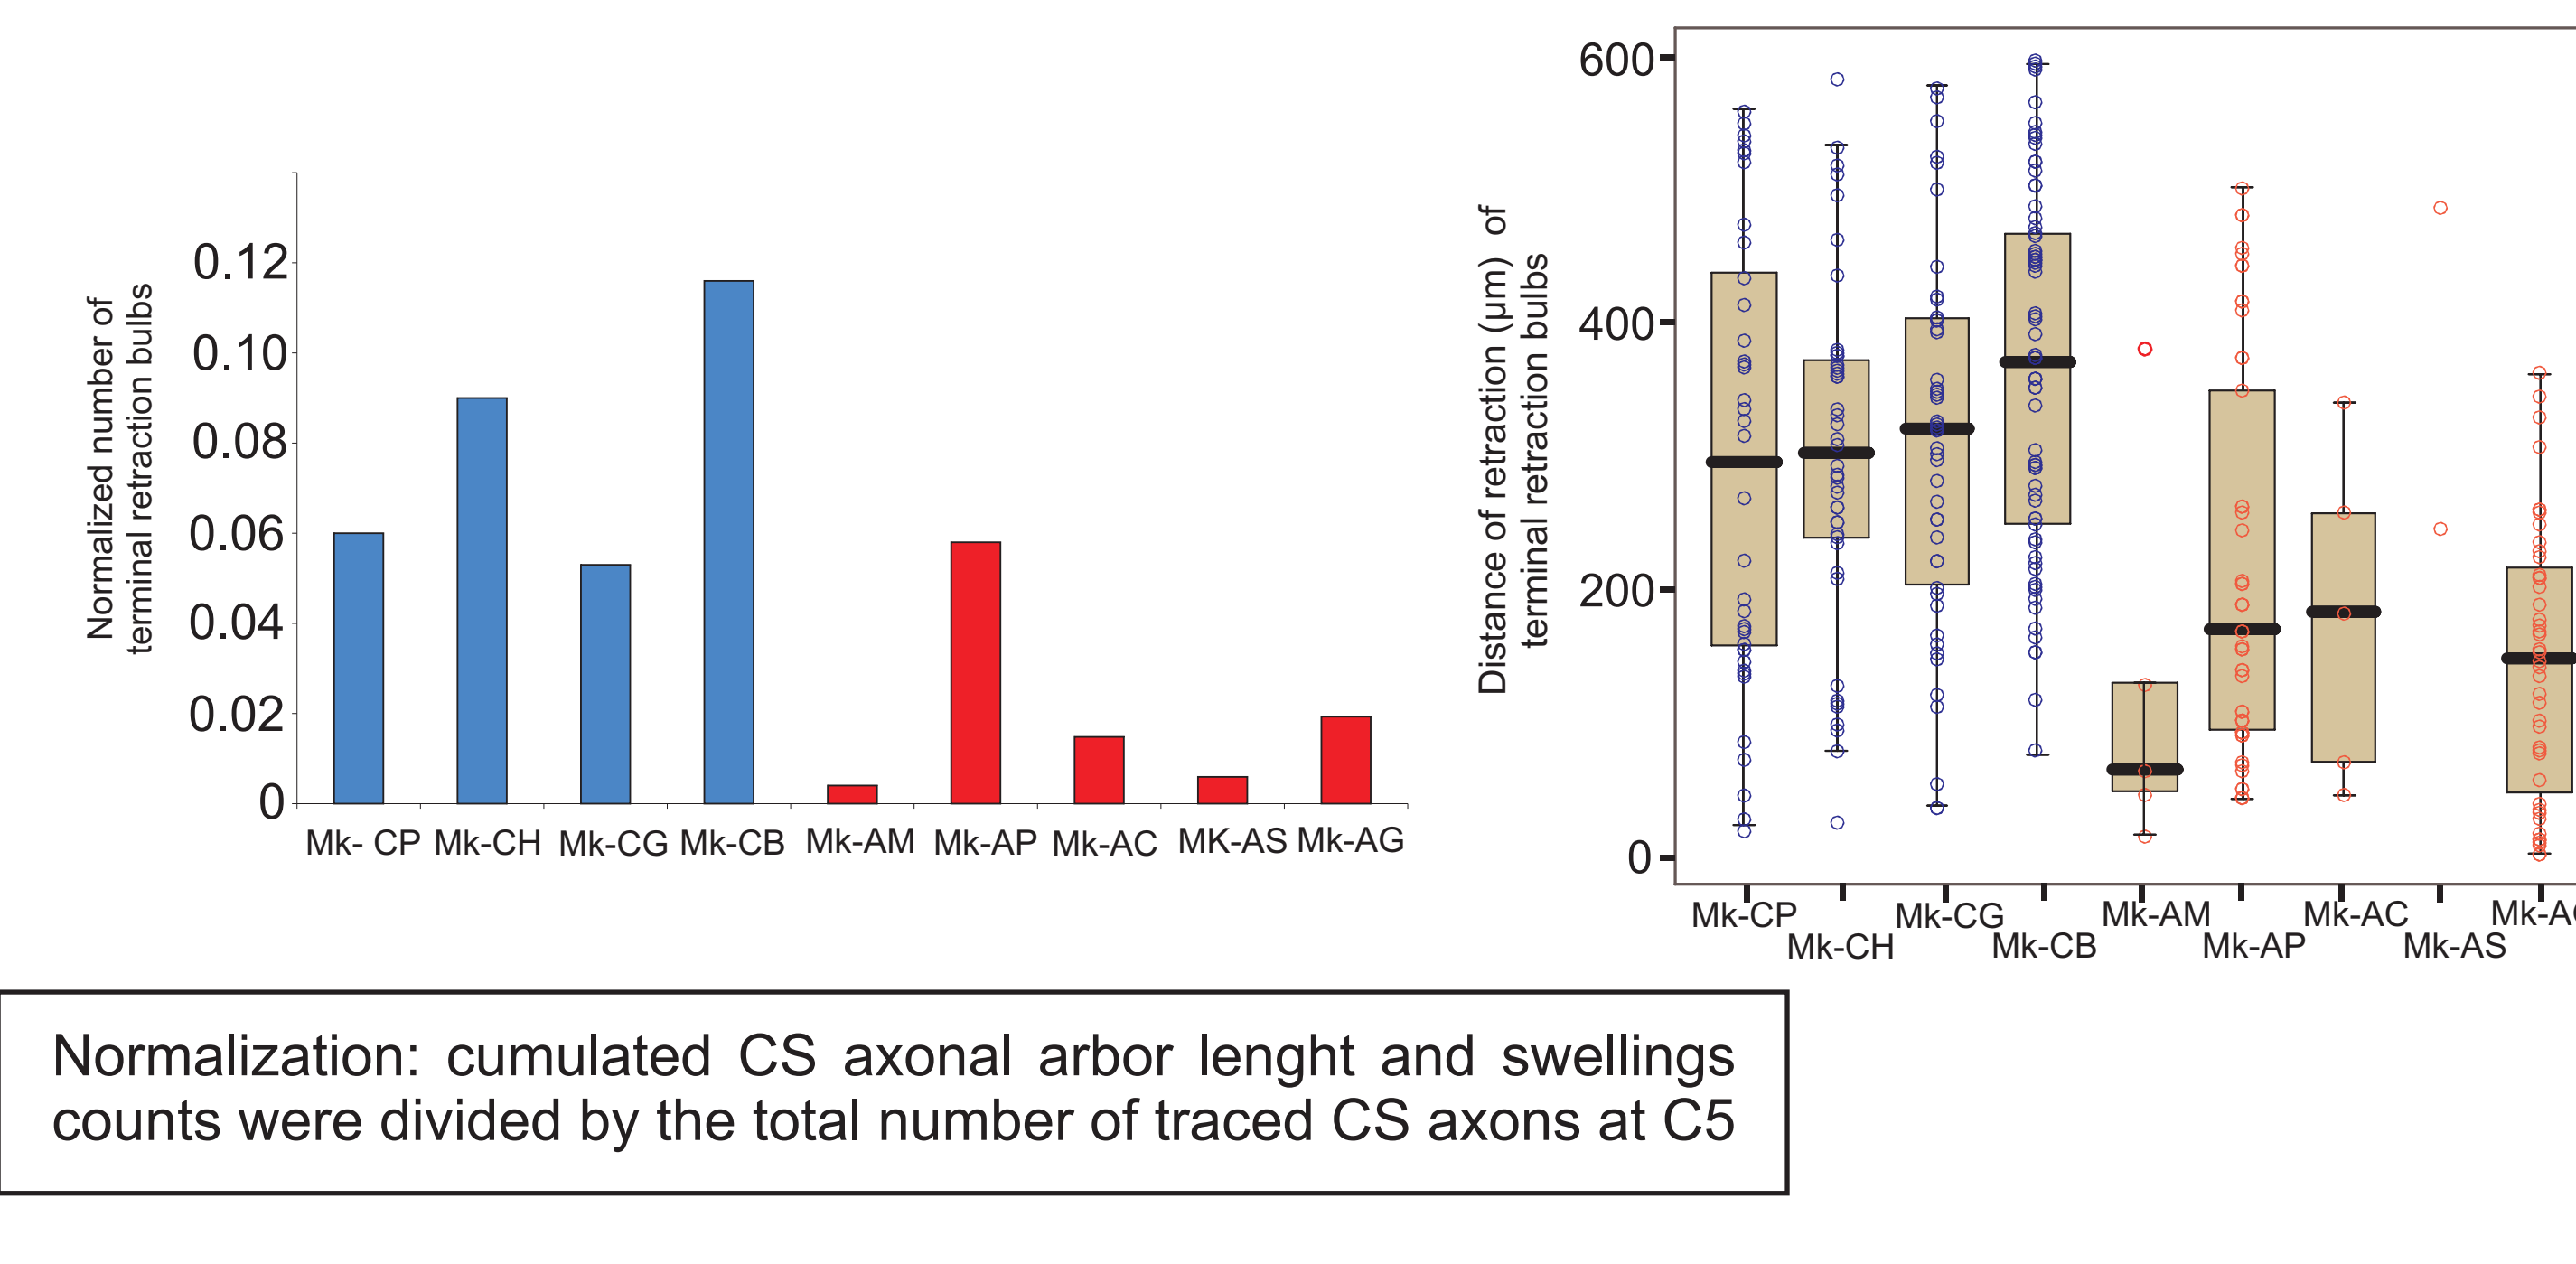 Normalized number of
terminal retraction bulbs
0.12
0.10
0.08
0.06
0.04
0.02
0
Mk- CP Mk-CH Mk-CG Mk-CB Mk-AM Mk-AP Mk-AC MK-AS Mk-AG
Distance of retraction (µm) of
terminal retraction bulbs
600
400
200
0
Mk-CP Mk-CG Mk-AM Mk-AC
Mk-CH Mk-CB Mk-AP Mk-AS
Normalization: cumulated CS axonal arbor lenght and swellings
counts were divided by the total number of traced CS axons at C5